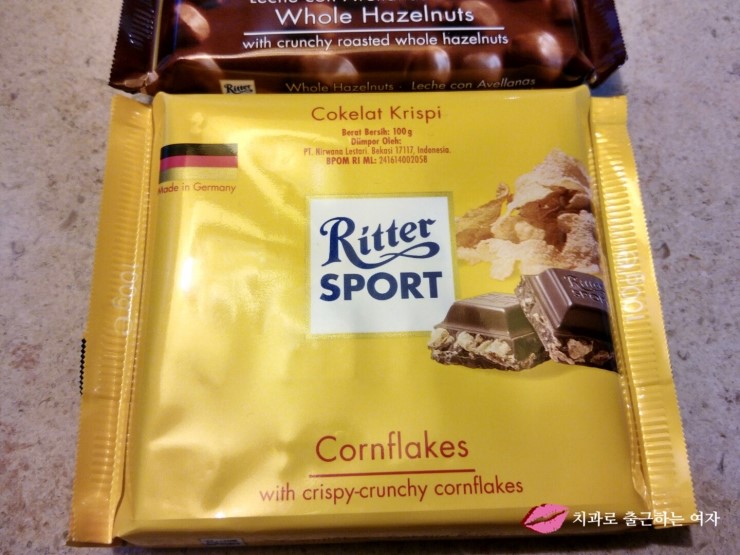 Whole Hazelnuts
with crunchy roasted whole hazelnuts
Ritter
Whole Hazelnuts · Leche con Avellanas
Cokelat Krispi
Berat Bersih: 100 g
Diimpor Oleh:
PT. Nirwana Lestari. Bekasi 17117, Indonesia.
BPOM RI ML: 241614002058
Made in Germany
Ritter
SPORT
Cornflakes
with crispy-crunchy cornflakes
치과로 출근하는 여자